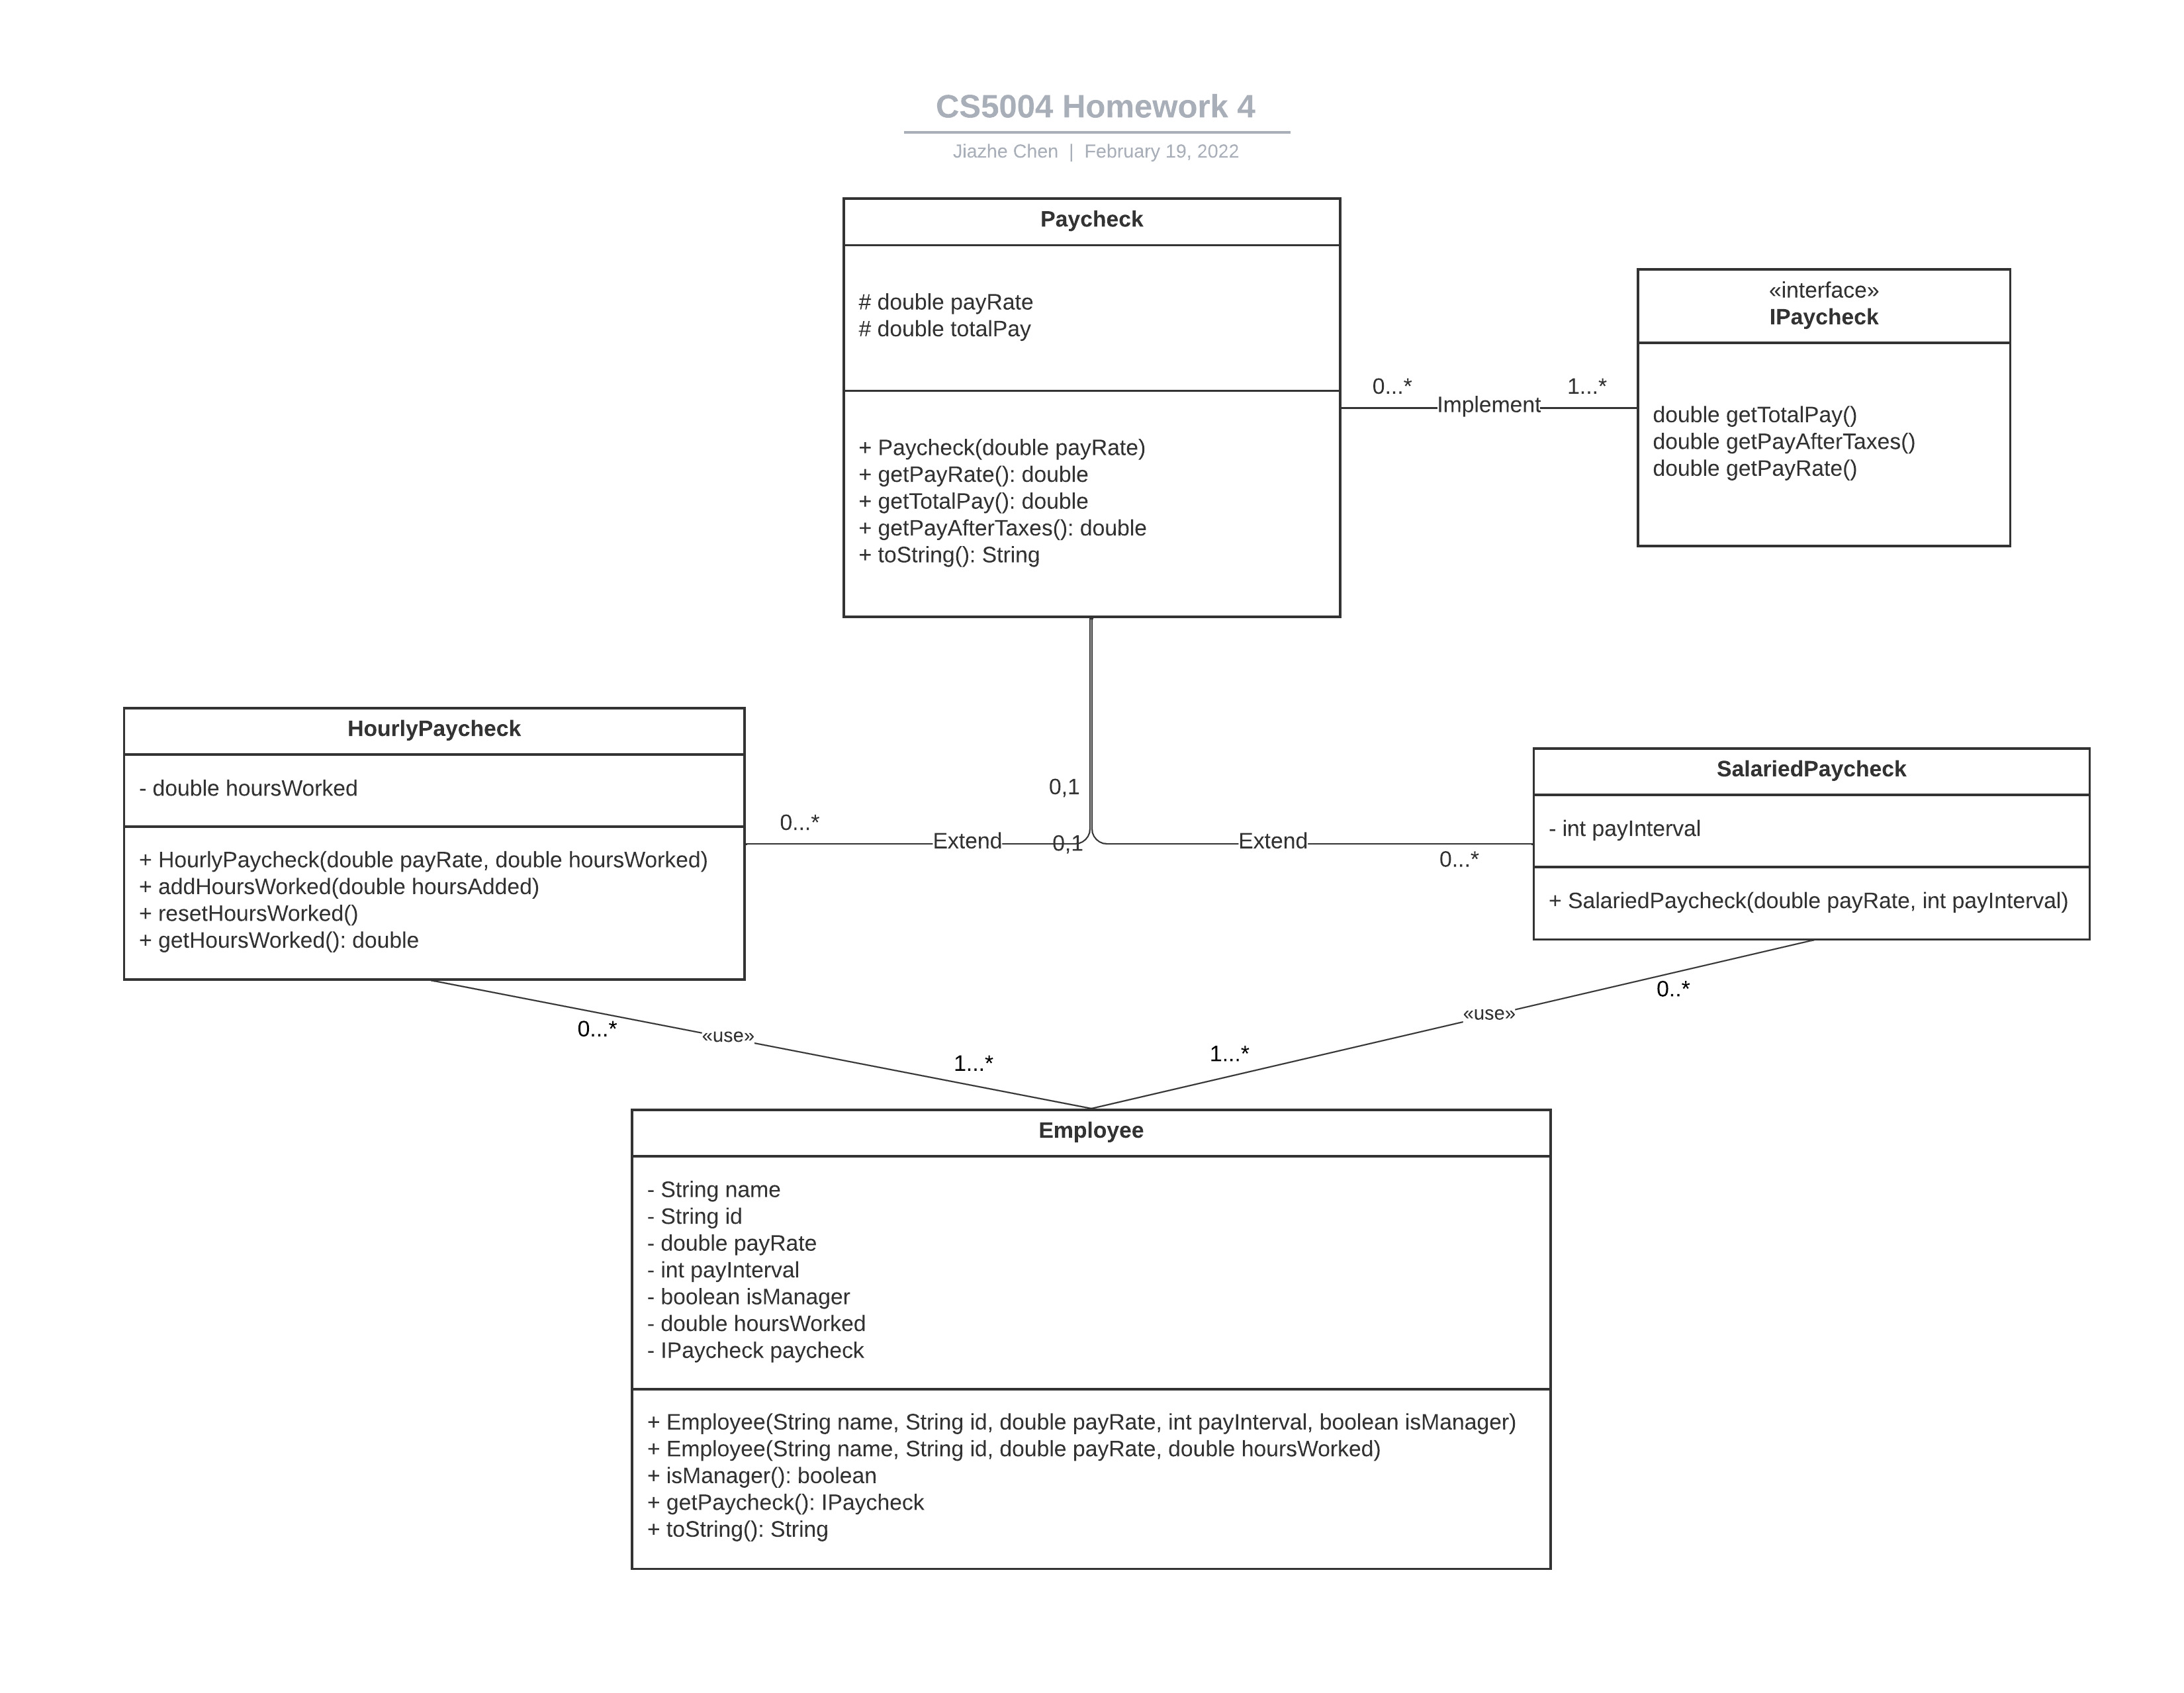 CS5004 Homework 4
Jiazhe Chen | February 19, 2022
Paycheck
# double payRate
# double totalPay
+ Paycheck(double payRate)
+ getPayRate(): double
+ getTotalPay(): double
+ getPayAfterTaxes(): double
+ toString(): String
0...*
Implement
1...*
«interface»
IPaycheck
double getTotalPay()
double getPayAfterTaxes()
double getPayRate()
HourlyPaycheck
- double hoursWorked
+ HourlyPaycheck(double payRate, double hoursWorked)
+ addHoursWorked(double hoursAdded)
+ resetHoursWorked()
+ getHoursWorked(): double
0...*
Extend
0,1
0,1
Extend
0...*
SalariedPaycheck
- int payInterval
+ SalariedPaycheck(double payRate, int payInterval)
0...*
«use»
1...*
1...*
«use»
0..*
Employee
- String name
- String id
- double payRate
- int payInterval
- boolean isManager
- double hoursWorked
- IPaycheck paycheck
+ Employee(String name, String id, double payRate, int payInterval, boolean isManager)
+ Employee(String name, String id, double payRate, double hoursWorked)
+ isManager(): boolean
+ getPaycheck(): IPaycheck
+ toString(): String